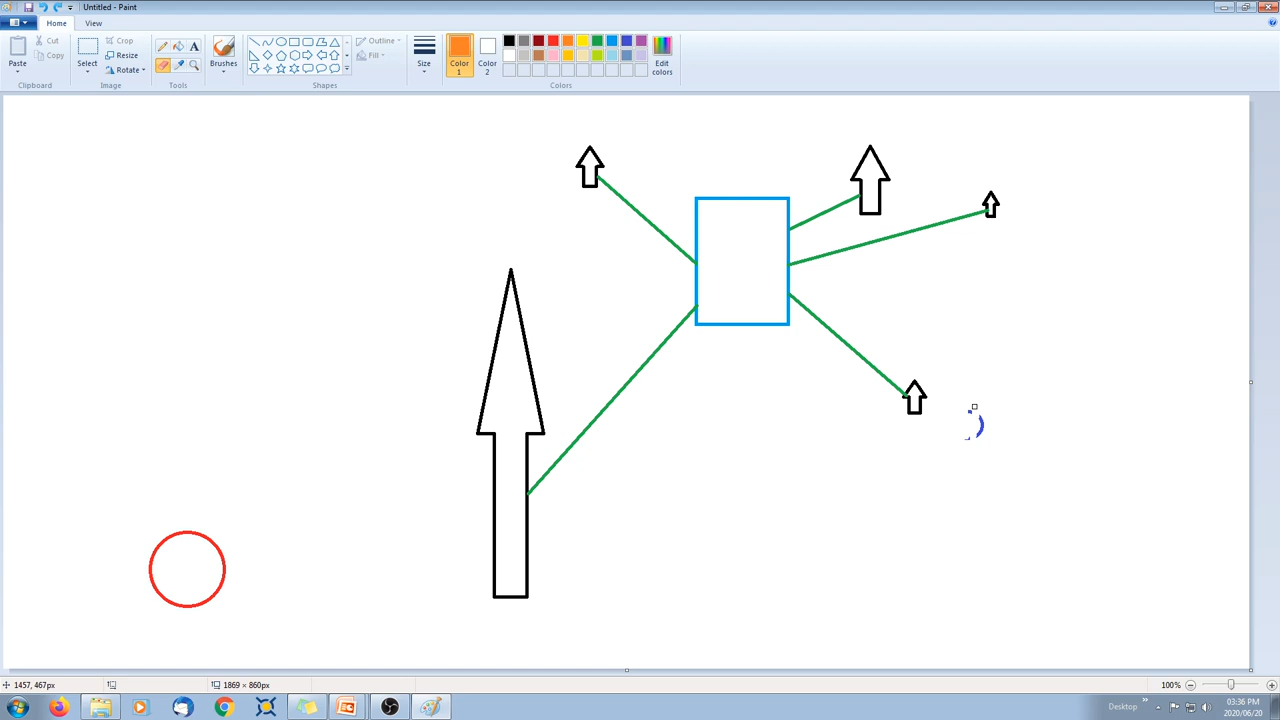 Untitled - Paint
Home
View
Paste
Cut
Copy
Clipboard
Select
Crop
Resize
Rotate
Image
A
Tools
Brushes
Shapes
Outline
Fill
Size
Color
1
Color
2
Edit
colors
Colors
1457, 467px
1869 × 860px
100%
Desktop
03:36 PM
2020/06/20